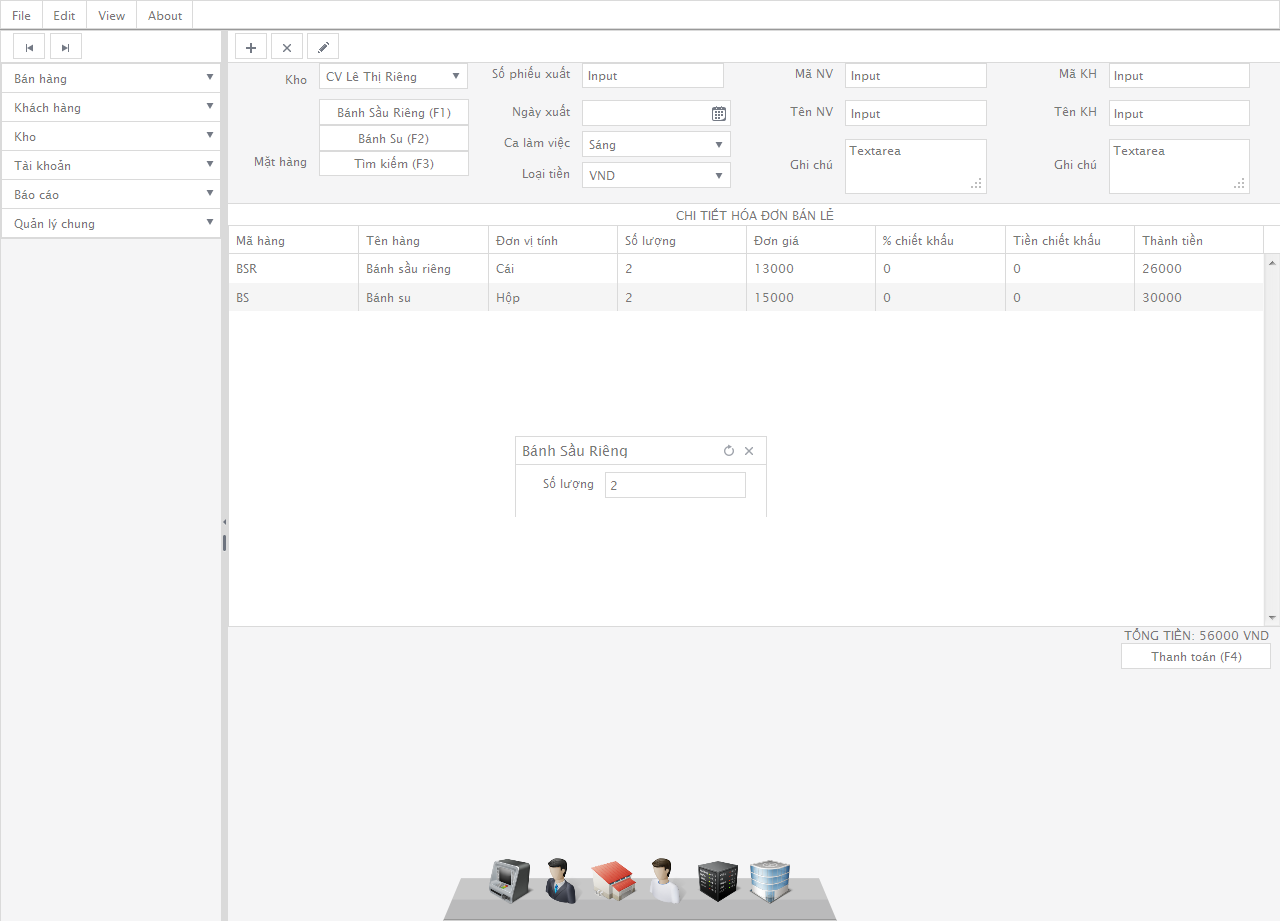 File Edit View About
Bán hàng
Khách hàng
Kho
Tài khoản
Báo cáo
Quản lý chung
Kho CV Lê Thị Riêng Số phiếu xuất Input Mã NV Input Mã KH Input
Mặt hàng Bánh Sầu Riêng (F1) Ngày xuất Tên NV Input Tên KH Input
Bánh Su (F2) Ca làm việc Sáng Ghi chú Textarea Ghi chú Textarea
Tìm kiếm (F3) Loại tiền VND
CHI TIẾT HÓA ĐƠN BÁN LẺ
Mã hàng Tên hàng Đơn vị tính Số lượng Đơn giá % chiết khấu Tiền chiết khấu Thành tiền
BSR Bánh sầu riêng Cái 2 13000 0 0 26000
BS Bánh su Hộp 2 15000 0 0 30000
Bánh Sầu Riêng
Số lượng 2
TỔNG TIỀN: 56000 VND
Thanh toán (F4)